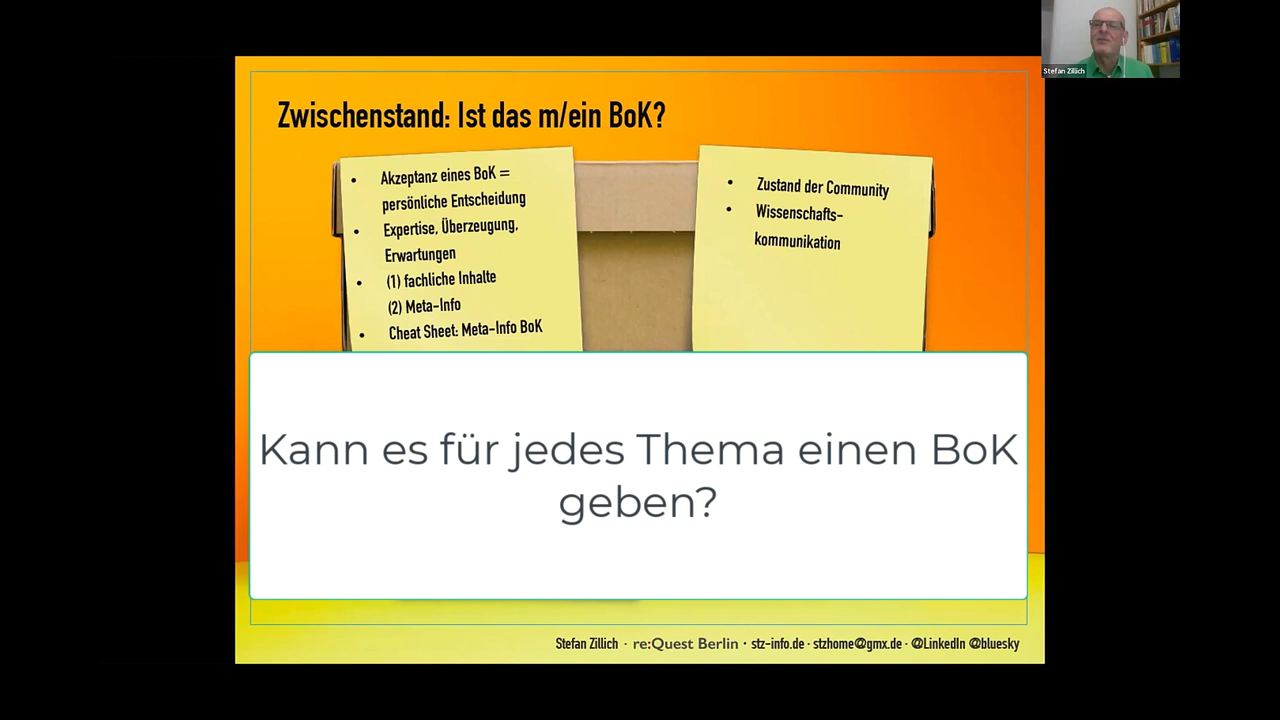 Stefan Zillich
Zwischenstand: Ist das m/ein BoK?
• Akzeptanz eines BoK =
persönliche Entscheidung
• Expertise, Überzeugung,
Erwartungen
• (1) fachliche Inhalte
(2) Meta-Info
• Cheat Sheet: Meta-Info BoK
• Zustand der Community
• Wissenschafts-
kommunikation
Kann es für jedes Thema einen BoK
geben?
Stefan Zillich · re:Quest Berlin · stz-info.de · stzhome@gmx.de · @LinkedIn @bluesky